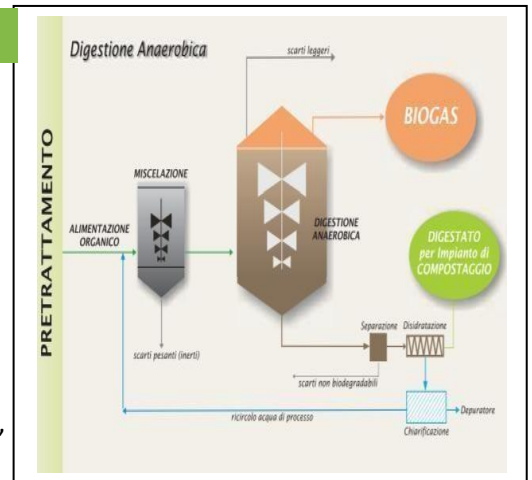 Digestione Anaerobica
scarti leggeri
BIOGAS
PRETRATTAMENTO
MISCELAZIONE
ALIMENTAZIONE
ORGANICO
DIGESTIONE
ANAEROBICA
DIGESTATO
per Impianto di
COMPOSTAGGIO
scarti pesanti (inerti)
Separazione
Disidratazione
scarti non biodegradabili
ricircolo acqua di processo
Depuratore
Chiarificazione
,